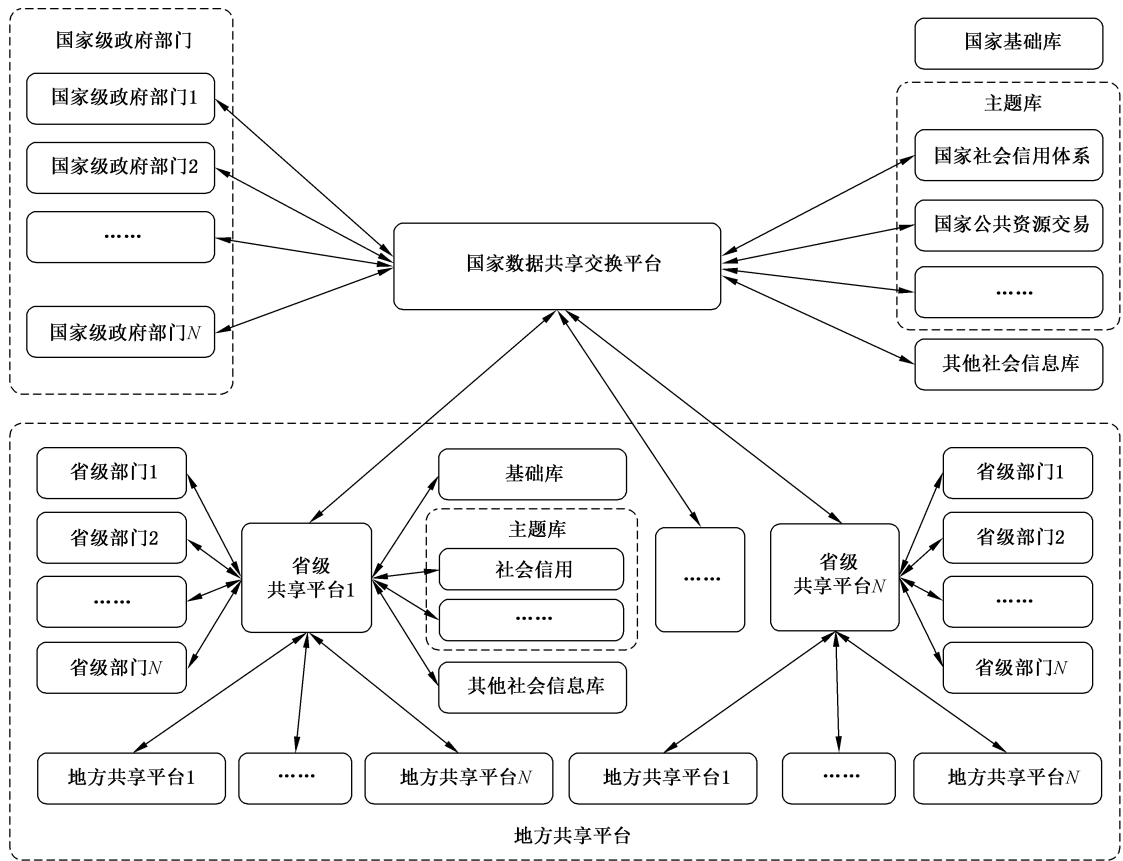 国家级政府部门
国家级政府部门1
国家级政府部门2
……
国家级政府部门N
国家数据共享交换平台
国家基础库
主题库
国家社会信用体系
国家公共资源交易
……
其他社会信息库
省级部门1
省级部门2
……
省级部门N
省级
共享平台1
基础库
主题库
社会信用
……
其他社会信息库
……
省级
共享平台N
省级部门1
省级部门2
……
省级部门N
地方共享平台1
……
地方共享平台N
地方共享平台1
……
地方共享平台N
地方共享平台